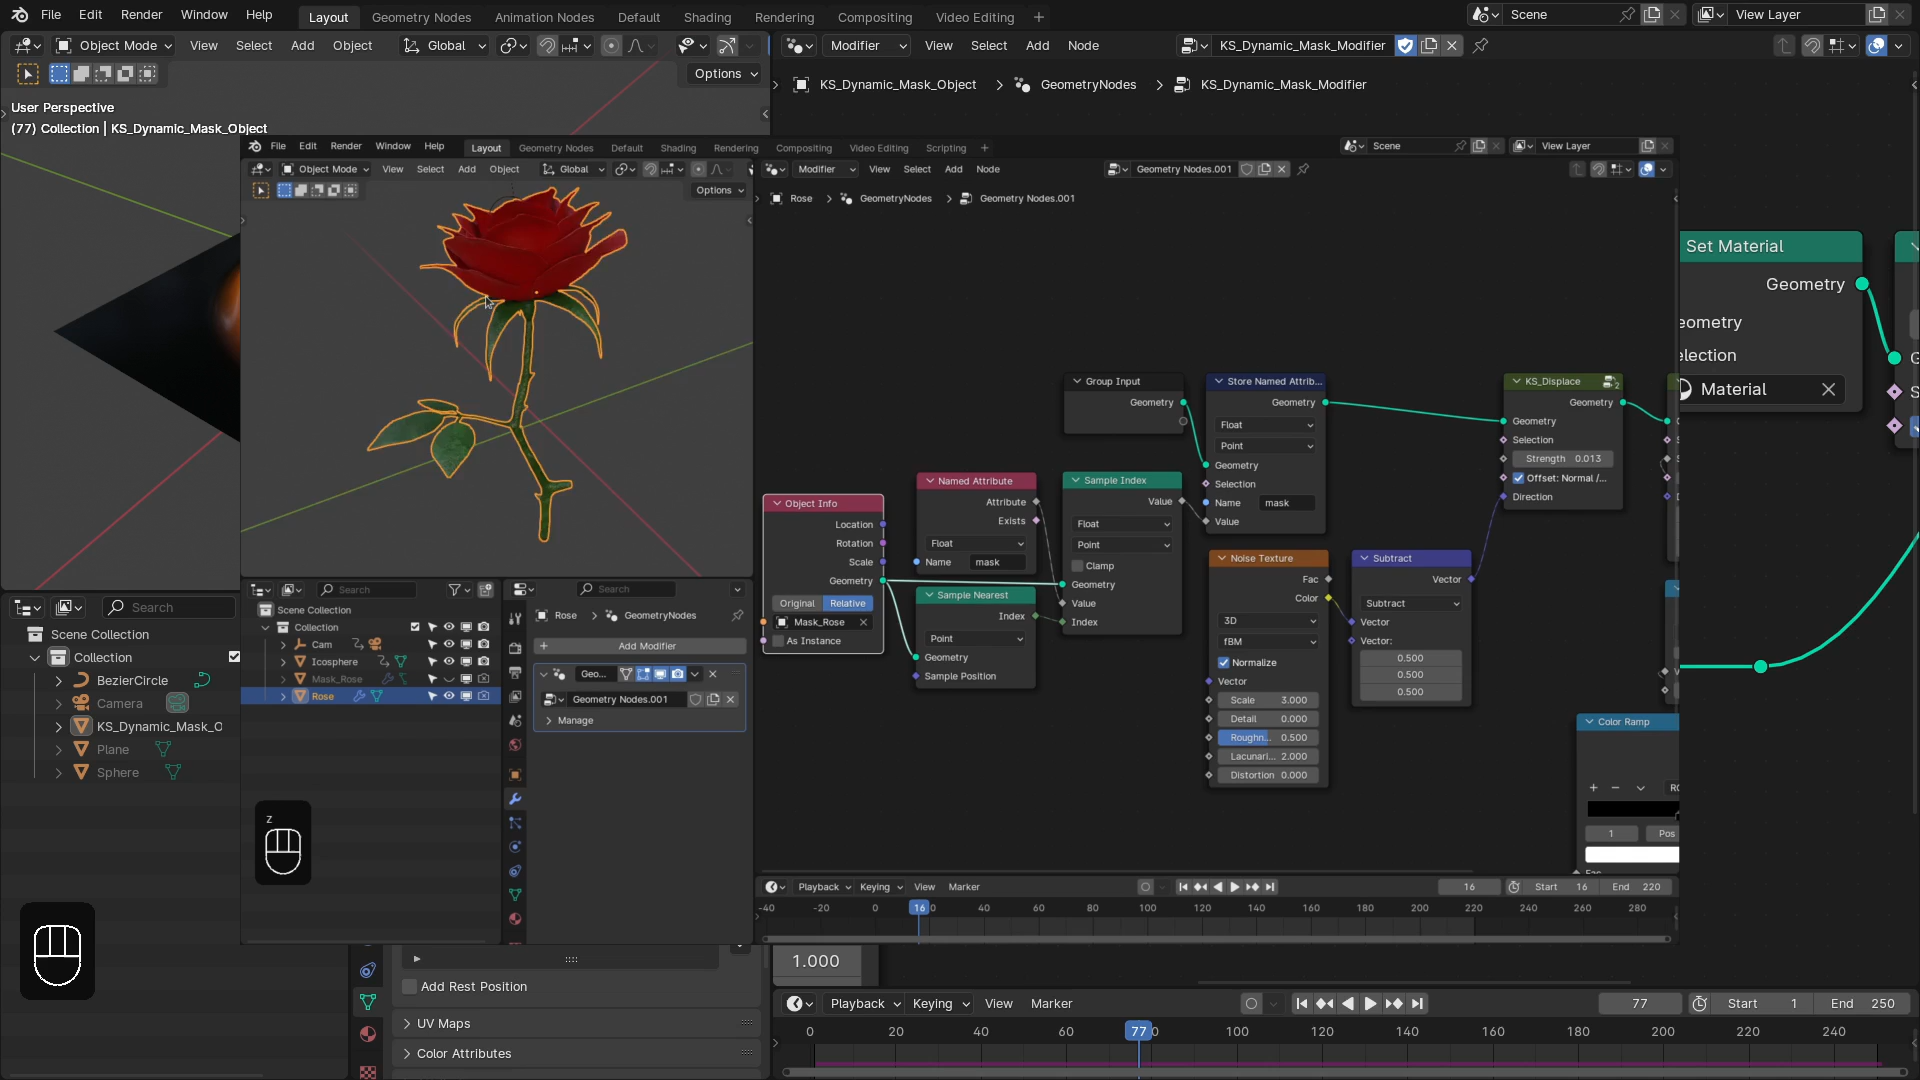 File Edit Render Window Help Layout Geometry Nodes Animation Nodes Default Shading Rendering Compositing Video Editing + Scene View Layer
Object Mode View Select Add Object Global Modifier View Select Add Node KS_Dynamic_Mask_Modifier
Options
KS_Dynamic_Mask_Object > GeometryNodes > KS_Dynamic_Mask_Modifier
User Perspective
(77) Collection | KS_Dynamic_Mask_Object
File Edit Render Window Help Layout Geometry Nodes Default Shading Rendering Compositing Video Editing Scripting + Scene View Layer
Object Mode View Select Add Object Global Modifier View Select Add Node Geometry Nodes.001
Options
Rose > GeometryNodes > Geometry Nodes.001
Set Material
Geometry
eometry
election
Material
Group Input
Geometry
Store Named Attrib...
Geometry
Float
Point
Geometry
Selection
Name mask
Value
KS_Displace 2
Geometry
Geometry
Selection
Strength 0.013
Offset: Normal /...
Direction
Object Info
Location
Rotation
Scale
Geometry
Original Relative
Mask_Rose
As Instance
Named Attribute
Attribute
Exists
Float
Name mask
Sample Index
Value
Float
Point
Clamp
Geometry
Value
Index
Sample Nearest
Index
Point
Geometry
Sample Position
Noise Texture
Fac
Color
3D
fBM
Normalize
Vector
Scale 3.000
Detail 0.000
Roughn... 0.500
Lacunari... 2.000
Distortion 0.000
Subtract
Vector
Subtract
Vector
Vector:
0.500
0.500
0.500
Color Ramp
1 Pos
Search
Scene Collection
Collection
Cam
Icosphere
Mask_Rose
Rose
Search
Rose > GeometryNodes
+ Add Modifier
Geo...
Geometry Nodes.001
Manage
z
Playback Keying View Marker 16 Start 16 End 220
-40 -20 0 16 40 60 80 100 120 140 160 180 200 220 240 260 280
Search
Scene Collection
Collection
BezierCircle
Camera
KS_Dynamic_Mask_O
Plane
Sphere
Add Rest Position
UV Maps
Color Attributes
1.000
Playback Keying View Marker 77 Start 1 End 250
0 20 40 60 77 100 120 140 160 180 200 220 240